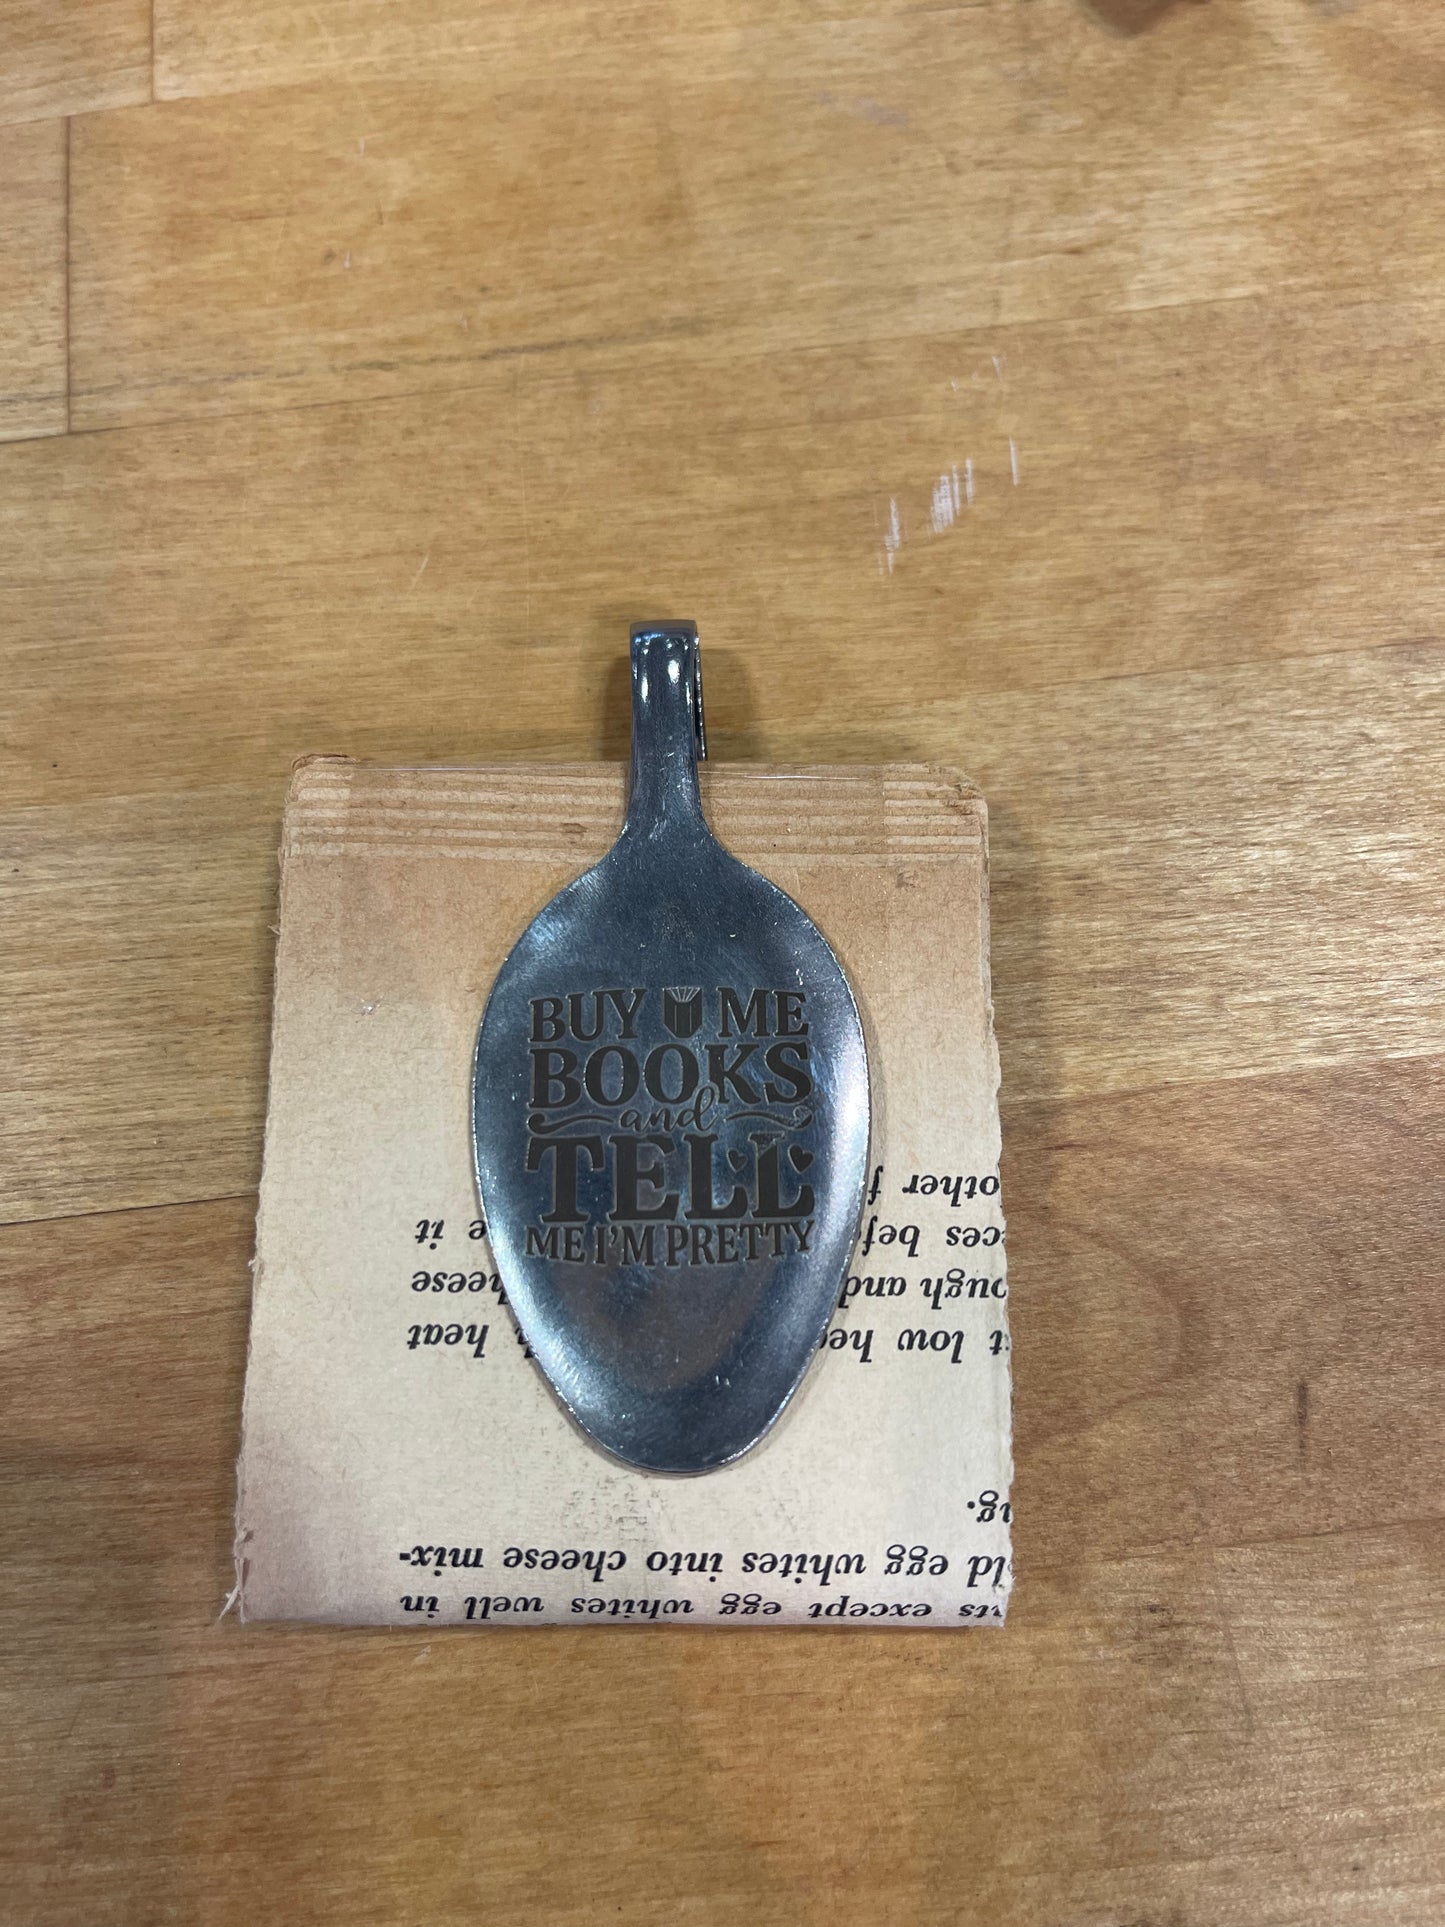 BUY ME
BOOKS
and
TELL
ME I'M PRETTY
except egg whites well in
egg whites into cheese mix-
low heat
and
it
other